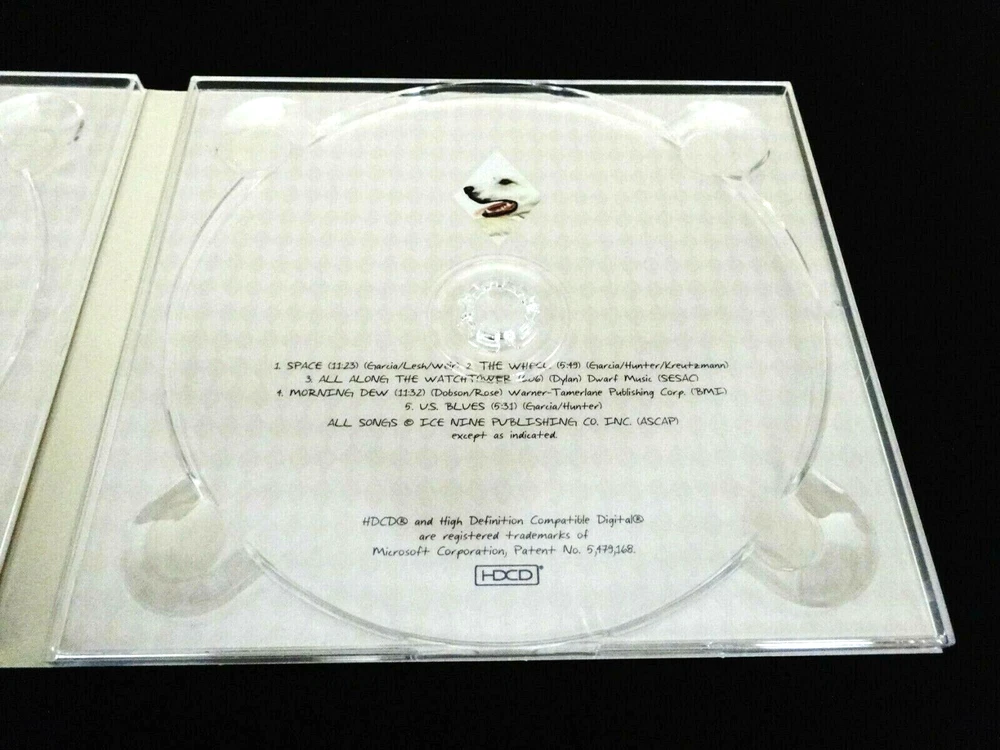 1. SPACE (11:23) (Garcia/Lesh/Weir) 2. THE WHEEL (5:49) (Garcia/Hunter/Kreutzmann)
3. ALL ALONG THE WATCHTOWER (Dylan) Dwarf Music (SESAC)
4. MORNING DEW (11:32) (Dobson/Rose) Warner-Tamerlane Publishing Corp. (BMI)
5. U.S. BLUES (5:31) (Garcia/Hunter)
ALL SONGS © ICE NINE PUBLISHING CO. INC. (ASCAP)
except as indicated.
HDCD® and High Definition Compatible Digital®
are registered trademarks of
Microsoft Corporation, Patent No. 5,479,168.
HDCD®